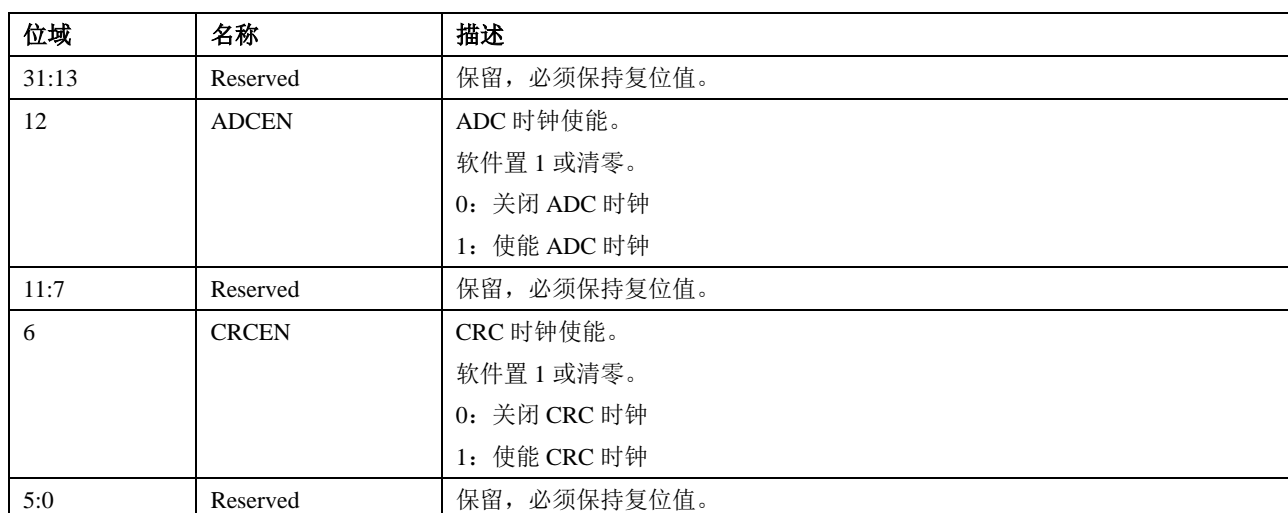 位域 名称 描述
31:13 Reserved 保留，必须保持复位值。
12 ADCEN ADC 时钟使能。
软件置 1 或清零。
0：关闭 ADC 时钟
1：使能 ADC 时钟
11:7 Reserved 保留，必须保持复位值。
6 CRCEN CRC 时钟使能。
软件置 1 或清零。
0：关闭 CRC 时钟
1：使能 CRC 时钟
5:0 Reserved 保留，必须保持复位值。